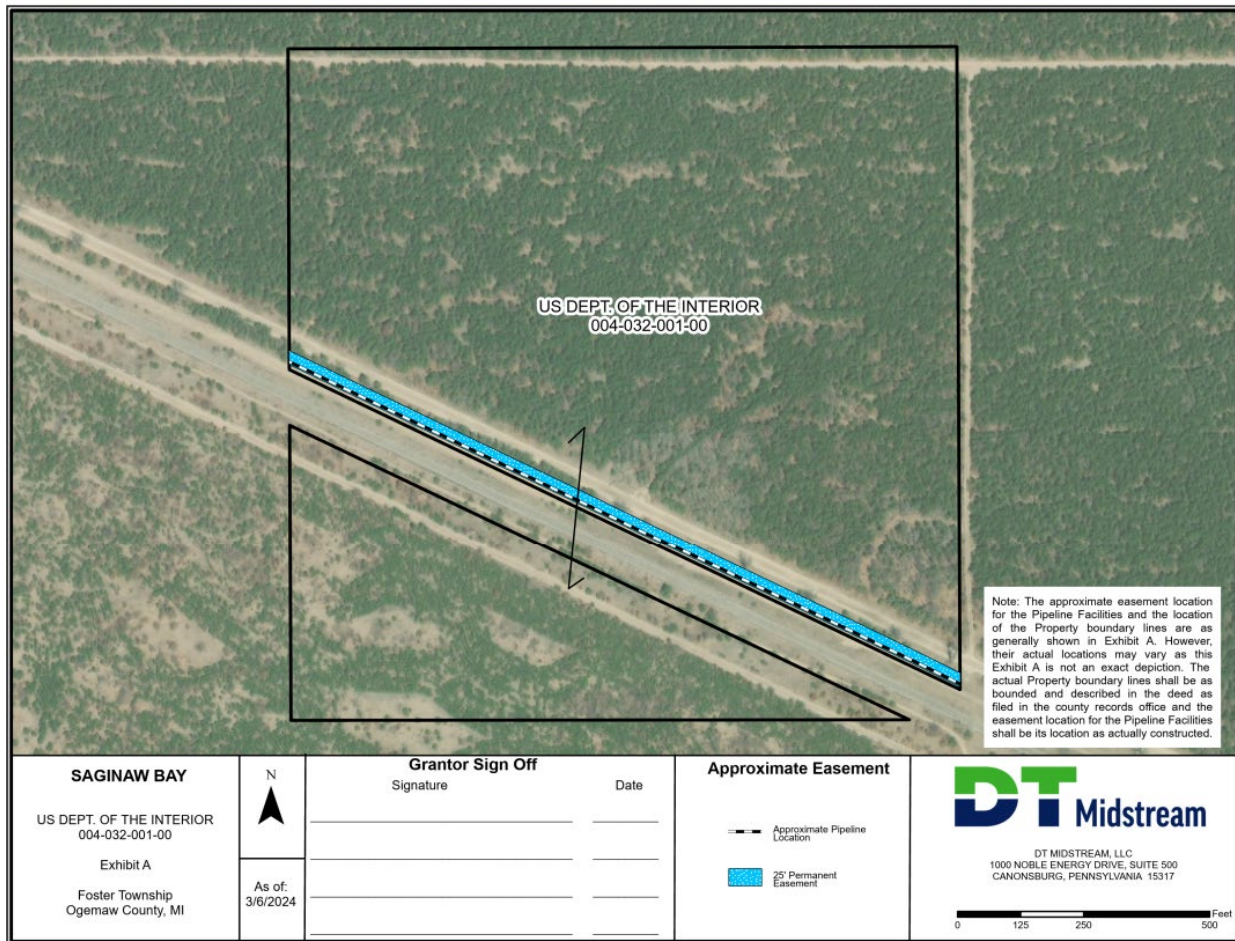 US DEPT. OF THE INTERIOR
004-032-001-00
Note: The approximate easement location
for the Pipeline Facilities and the location
of the Property boundary lines are as
generally shown in Exhibit A. However,
their actual locations may vary as this
Exhibit A is not an exact depiction. The
actual Property boundary lines shall be as
bounded and described in the deed as
filed in the county records office and the
easement location for the Pipeline Facilities
shall be its location as actually constructed.
SAGINAW BAY
US DEPT. OF THE INTERIOR
004-032-001-00
Exhibit A
Foster Township
Ogemaw County, MI
N
As of:
3/6/2024
Grantor Sign Off
Signature Date
Approximate Easement
Approximate Pipeline
Location
25' Permanent
Easement
DT Midstream
DT MIDSTREAM, LLC
1000 NOBLE ENERGY DRIVE, SUITE 500
CANONSBURG, PENNSYLVANIA 15317
Feet
0 125 250 500